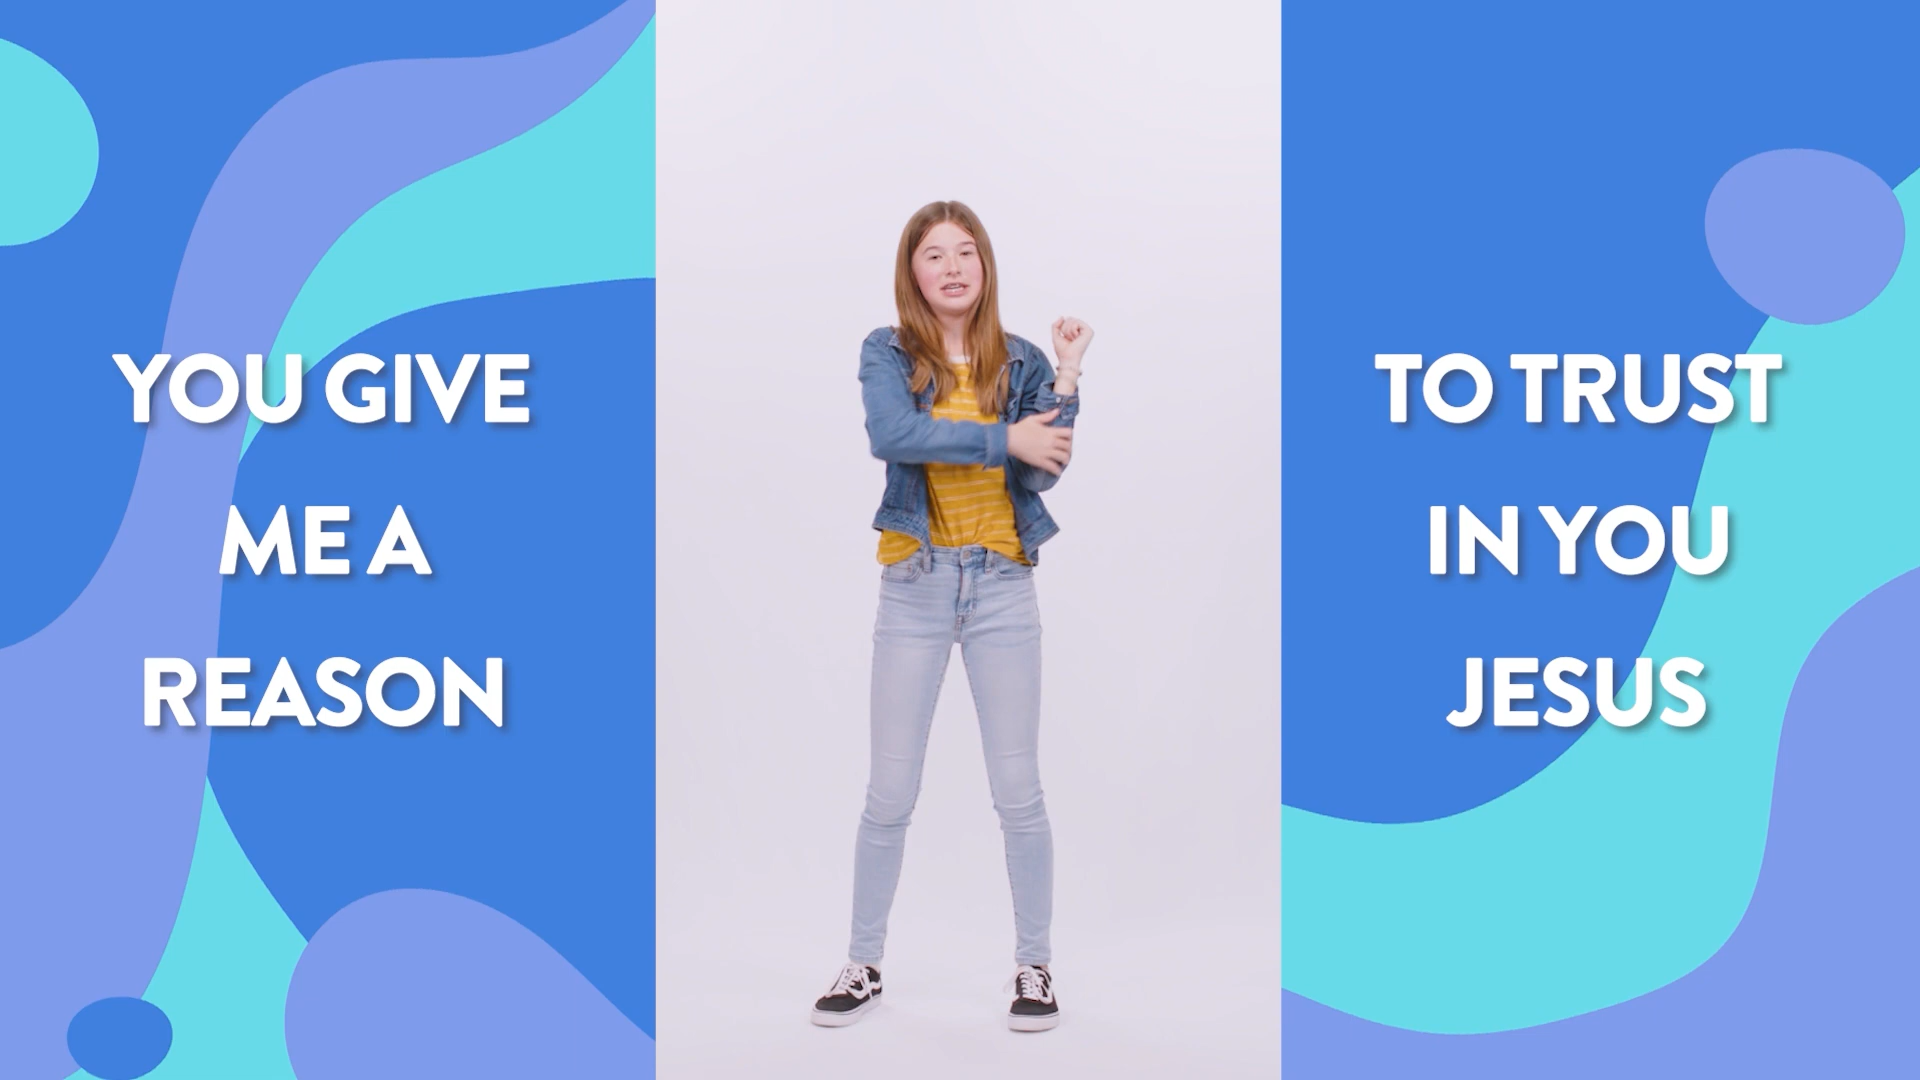 YOU GIVE
ME A
REASON
TO TRUST
IN YOU
JESUS